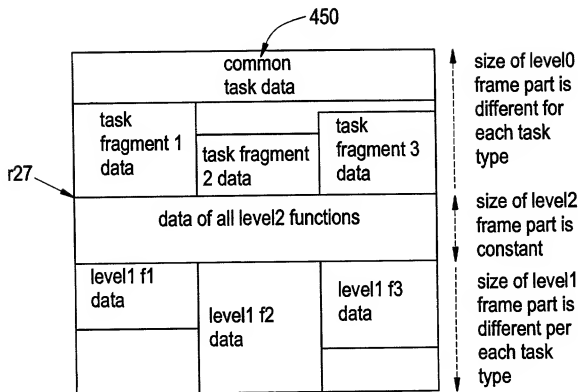 450
common
task data
task
fragment 1
data
task fragment
2 data
task
fragment 3
data
r27
data of all level2 functions
level1 f1
data
level1 f2
data
level1 f3
data
size of level0
frame part is
different for
each task
type
size of level2
frame part is
constant
size of level1
frame part is
different per
each task
type